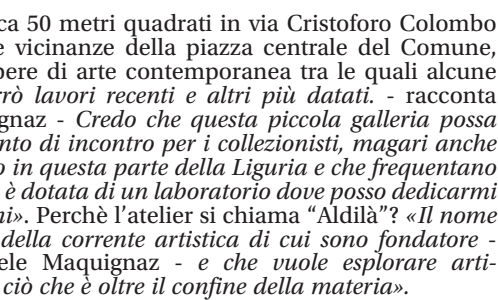 ca 50 metri quadrati in via Cristoforo Colombo
e vicinanze della piazza centrale del Comune,
pere di arte contemporanea tra le quali alcune
rrò lavori recenti e altri più datati. - racconta
gnaz - Credo che questa piccola galleria possa
nto di incontro per i collezionisti, magari anche
o in questa parte della Liguria e che frequentano
è dotata di un laboratorio dove posso dedicarmi
ni». Perchè l'atelier si chiama "Aldilà"? «Il nome
della corrente artistica di cui sono fondatore -
ele Maquignaz - e che vuole esplorare arti-
ciò che è oltre il confine della materia».